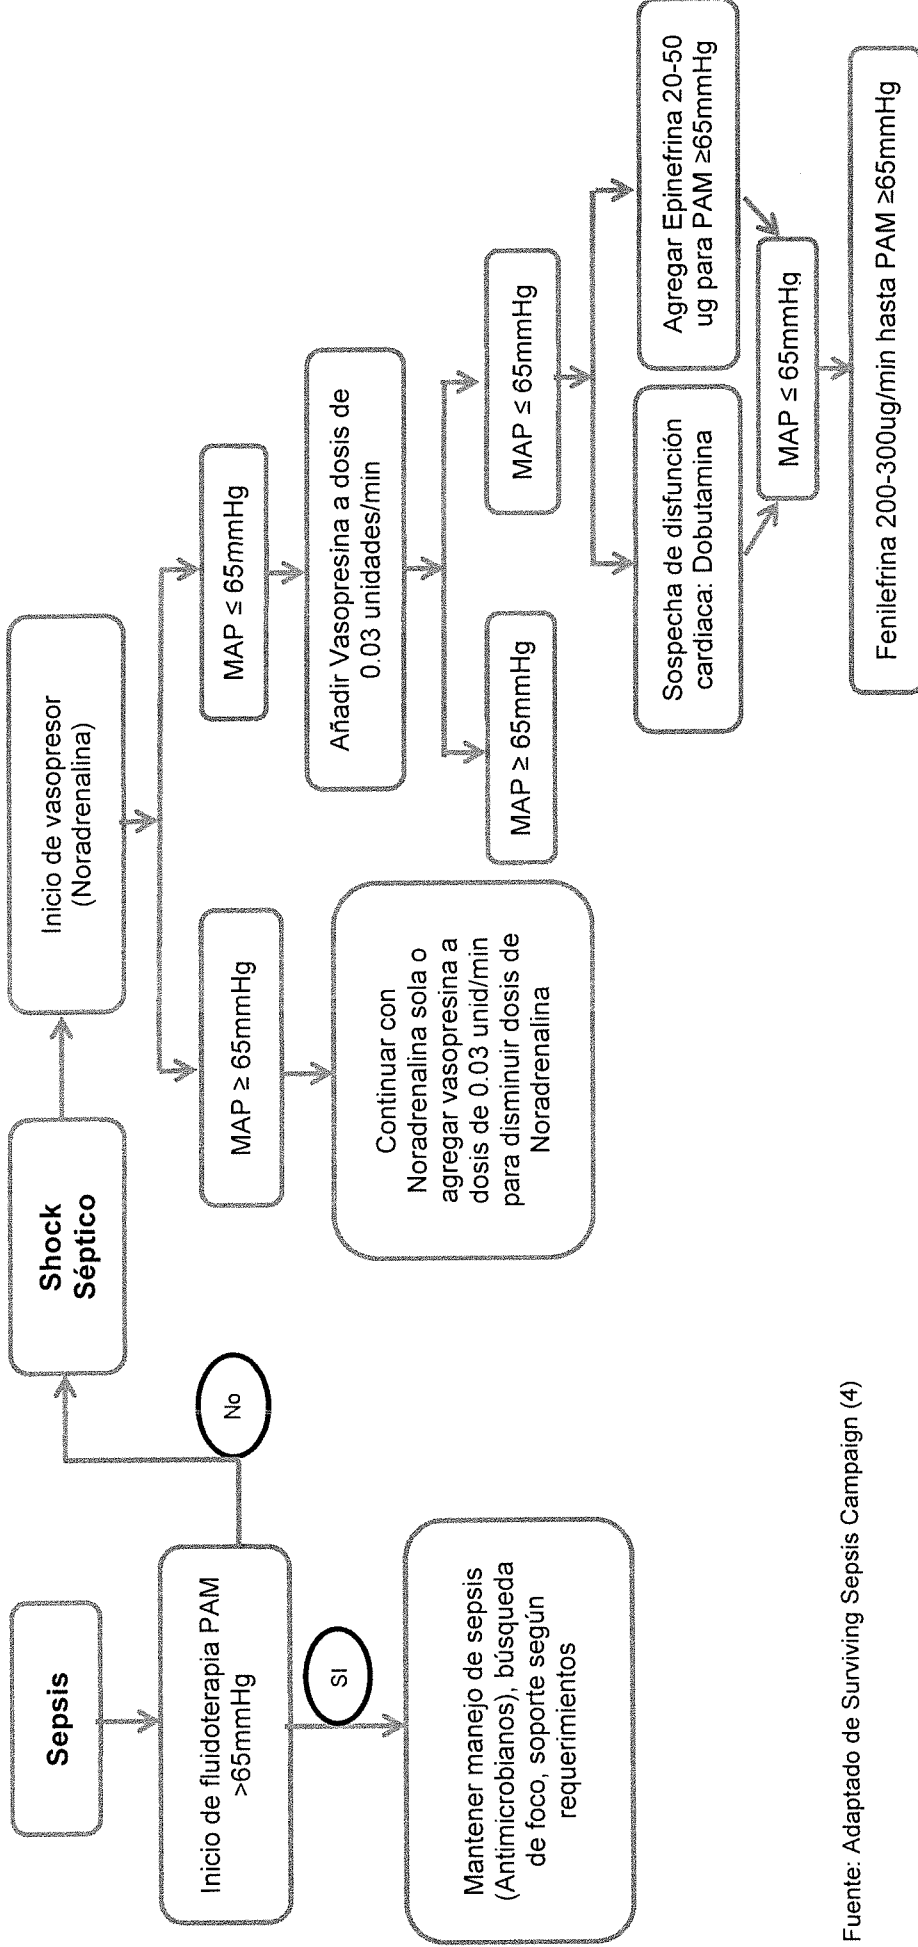 Sepsis
Inicio de fluidoterapia PAM
>65mmHg
SI
No
Mantener manejo de sepsis
(Antimicrobianos), búsqueda
de foco, soporte según
requerimientos
Shock
Séptico
Inicio de vasopresor
(Noradrenalina)
MAP ≥ 65mmHg
MAP ≤ 65mmHg
Continuar con
Noradrenalina sola o
agregar vasopresina a
dosis de 0.03 unid/min
para disminuir dosis de
Noradrenalina
Añadir Vasopresina a dosis de
0.03 unidades/min
MAP ≥ 65mmHg
MAP ≤ 65mmHg
Sospecha de disfunción
cardiaca: Dobutamina
Agregar Epinefrina 20-50
ug para PAM ≥65mmHg
MAP ≤ 65mmHg
Fenilefrina 200-300ug/min hasta PAM ≥65mmHg
Fuente: Adaptado de Surviving Sepsis Campaign (4)